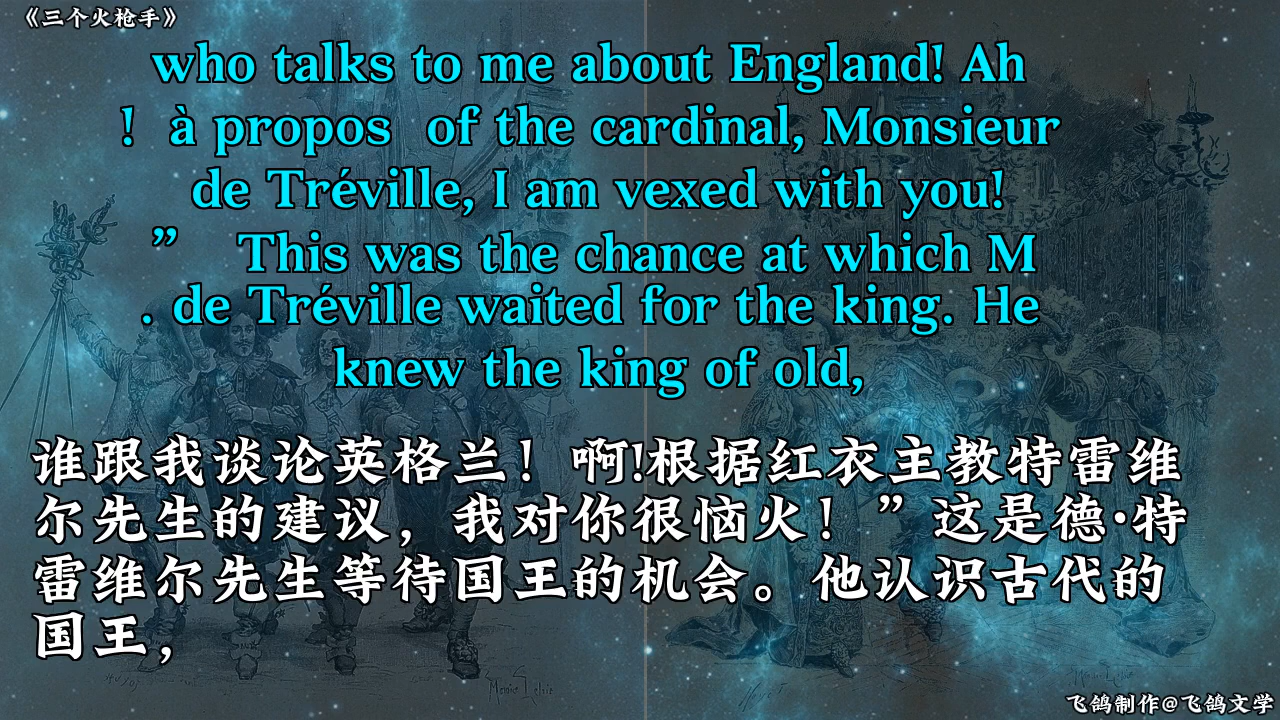 《三个火枪手》
who talks to me about England! Ah
! à propos of the cardinal, Monsieur
de Tréville, I am vexed with you!
” This was the chance at which M
. de Tréville waited for the king. He
knew the king of old,
谁跟我谈论英格兰！啊!根据红衣主教特雷维
尔先生的建议，我对你很恼火！”这是德·特
雷维尔先生等待国王的机会。他认识古代的
国王，
飞鸽制作@飞鸽文学